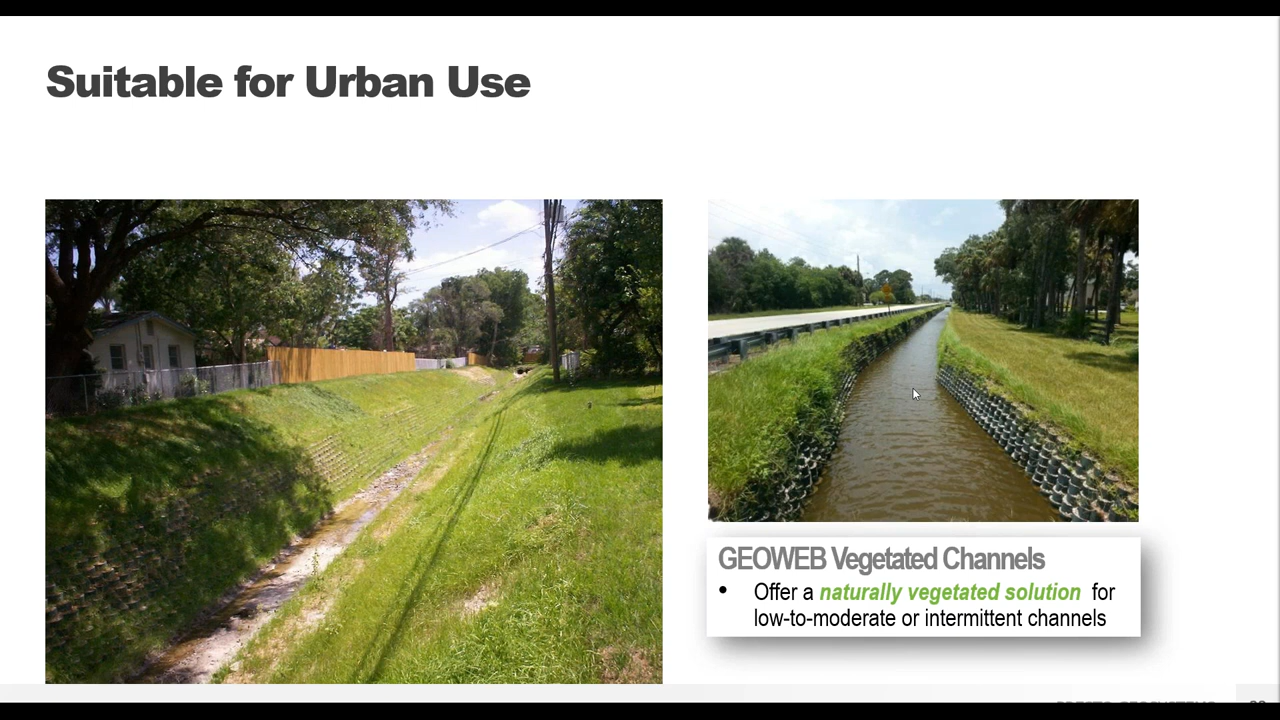 Suitable for Urban Use
GEOWEB Vegetated Channels
• Offer a naturally vegetated solution for
low-to-moderate or intermittent channels